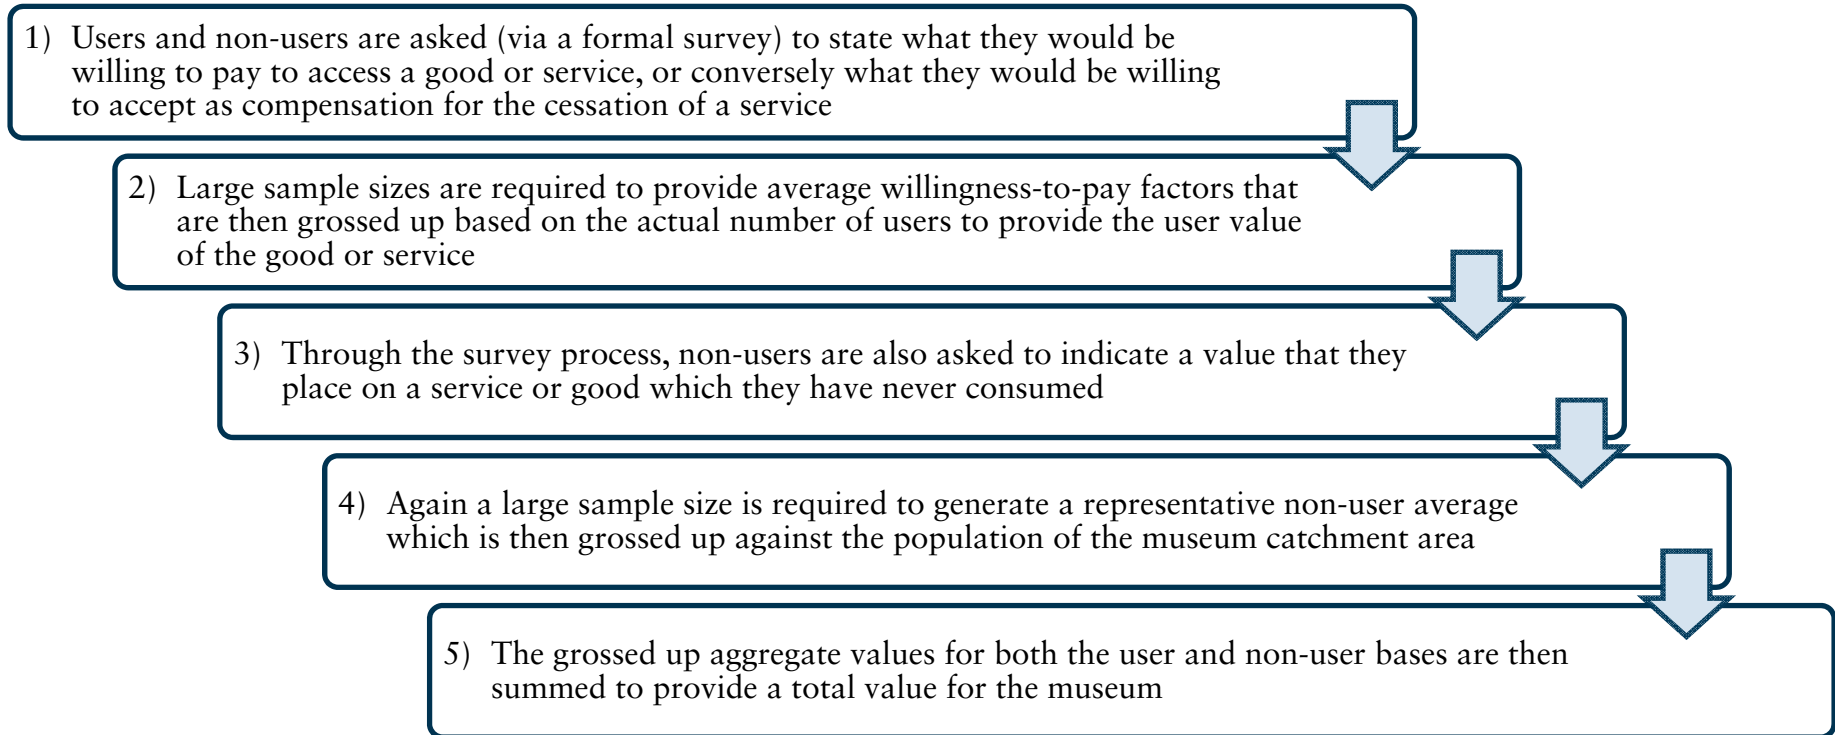 1) Users and non-users are asked (via a formal survey) to state what they would be
willing to pay to access a good or service, or conversely what they would be willing
to accept as compensation for the cessation of a service
2) Large sample sizes are required to provide average willingness-to-pay factors that
are then grossed up based on the actual number of users to provide the user value
of the good or service
3) Through the survey process, non-users are also asked to indicate a value that they
place on a service or good which they have never consumed
4) Again a large sample size is required to generate a representative non-user average
which is then grossed up against the population of the museum catchment area
5) The grossed up aggregate values for both the user and non-user bases are then
summed to provide a total value for the museum